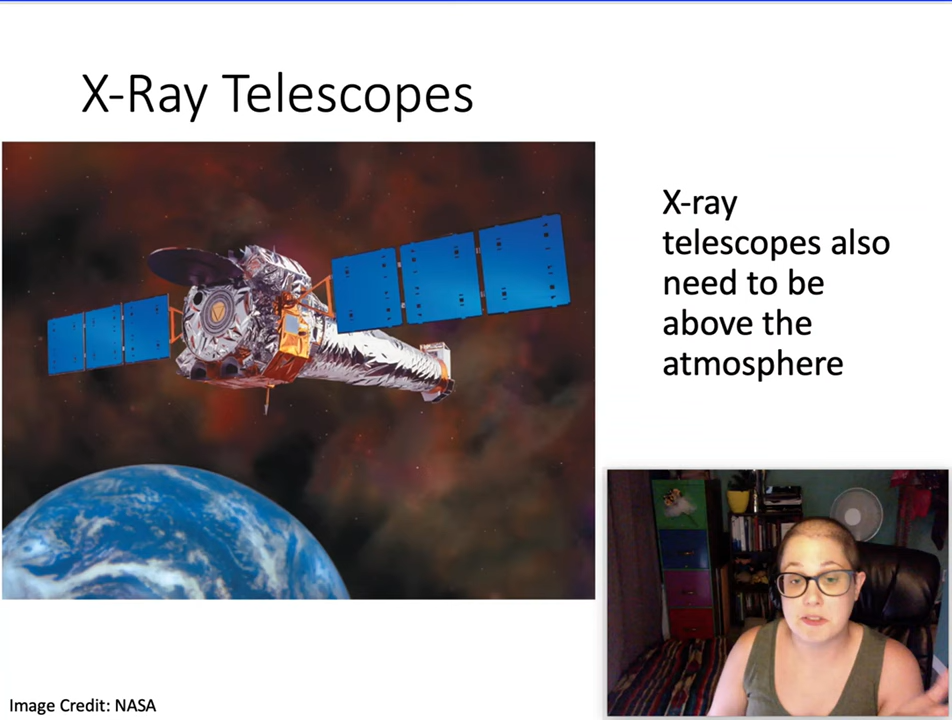 X-Ray Telescopes
X-ray
telescopes also
need to be
above the
atmosphere
Image Credit: NASA